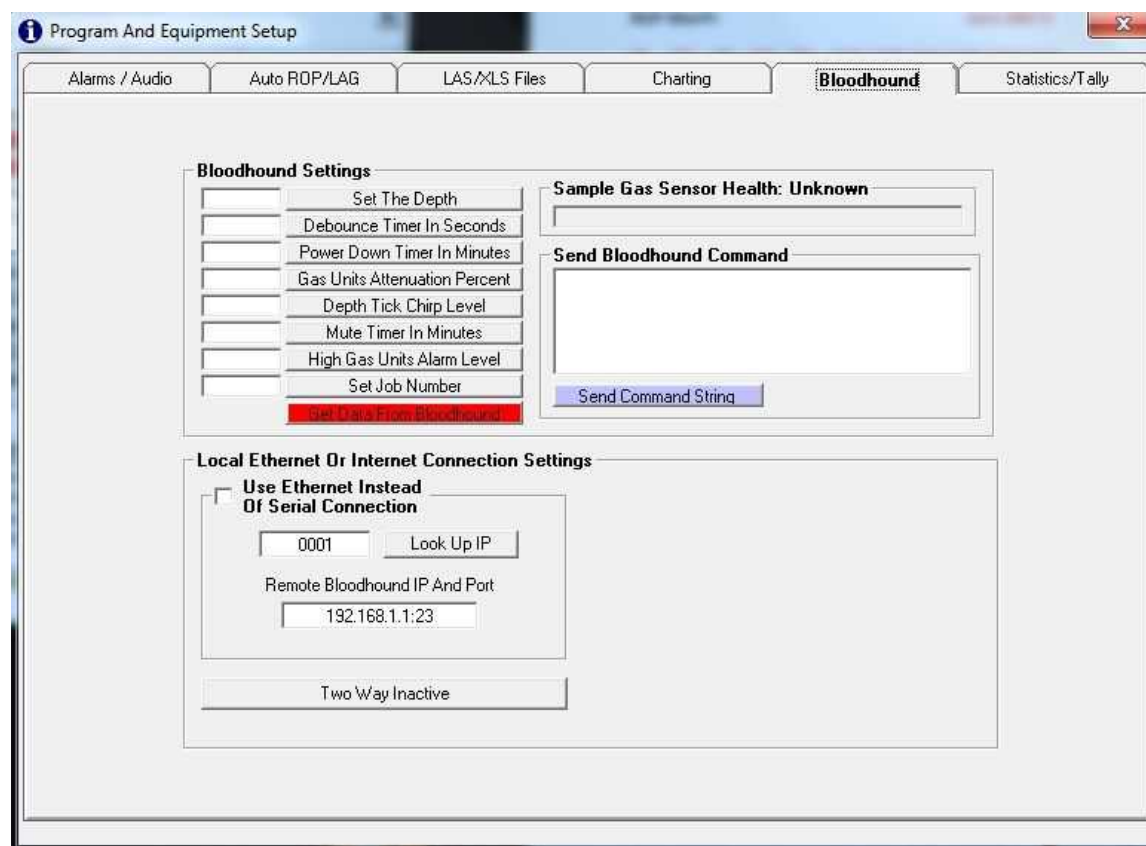 Program And Equipment Setup
Alarms / Audio
Auto ROP/LAG
LAS/XLS Files
Charting
Bloodhound
Statistics/Tally
Bloodhound Settings
Set The Depth
Debounce Timer In Seconds
Power Down Timer In Minutes
Gas Units Attenuation Percent
Depth Tick Chirp Level
Mute Timer In Minutes
High Gas Units Alarm Level
Set Job Number
Get Data From Bloodhound
Sample Gas Sensor Health: Unknown
Send Bloodhound Command
Send Command String
Local Ethernet Or Internet Connection Settings
Use Ethernet Instead
Of Serial Connection
0001
Look Up IP
Remote Bloodhound IP And Port
192.168.1.1:23
Two Way Inactive